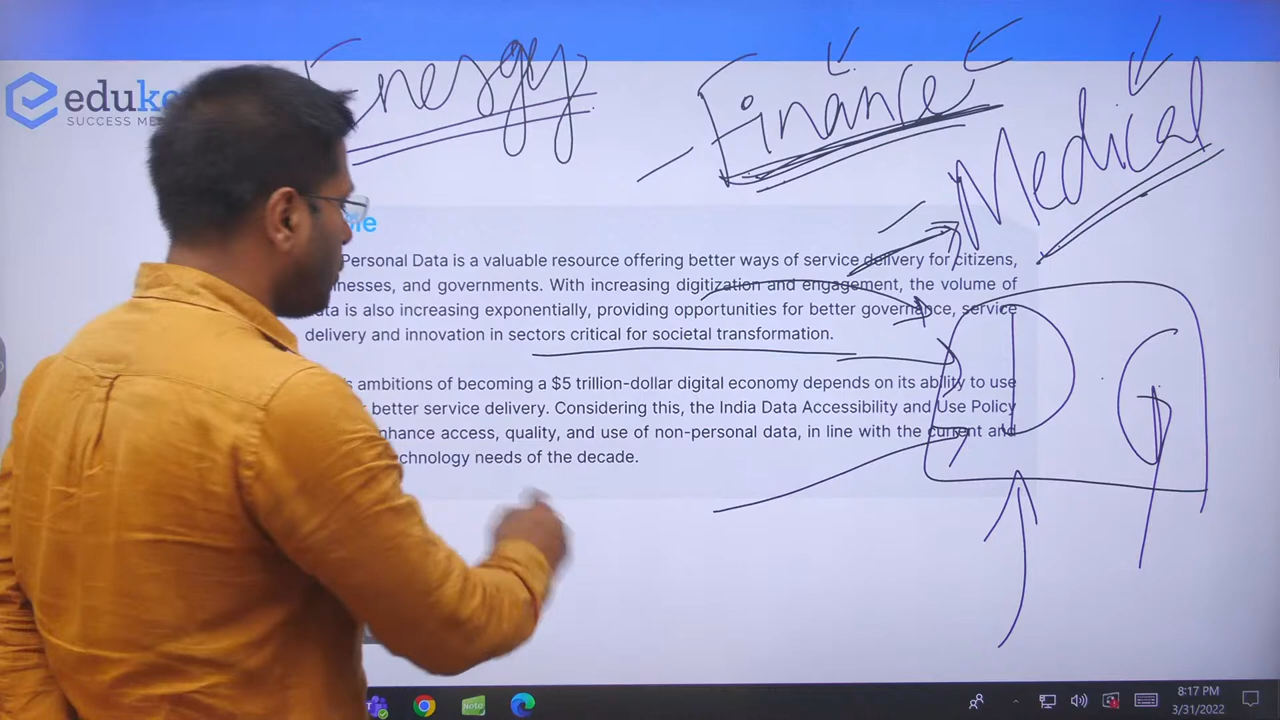 Energy
Finance
Medical
eduk
SUCCESS ME
Personal Data is a valuable resource offering better ways of service delivery for citizens,
and governments. With increasing digitization and engagement, the volume of
is also increasing exponentially, providing opportunities for better governance, service
delivery and innovation in sectors critical for societal transformation.
ambitions of becoming a $5 trillion-dollar digital economy depends on its ability to use
better service delivery. Considering this, the India Data Accessibility and Use Policy
access, quality, and use of non-personal data, in line with the current and
needs of the decade.
DG
Note
8:17 PM
3/31/2022